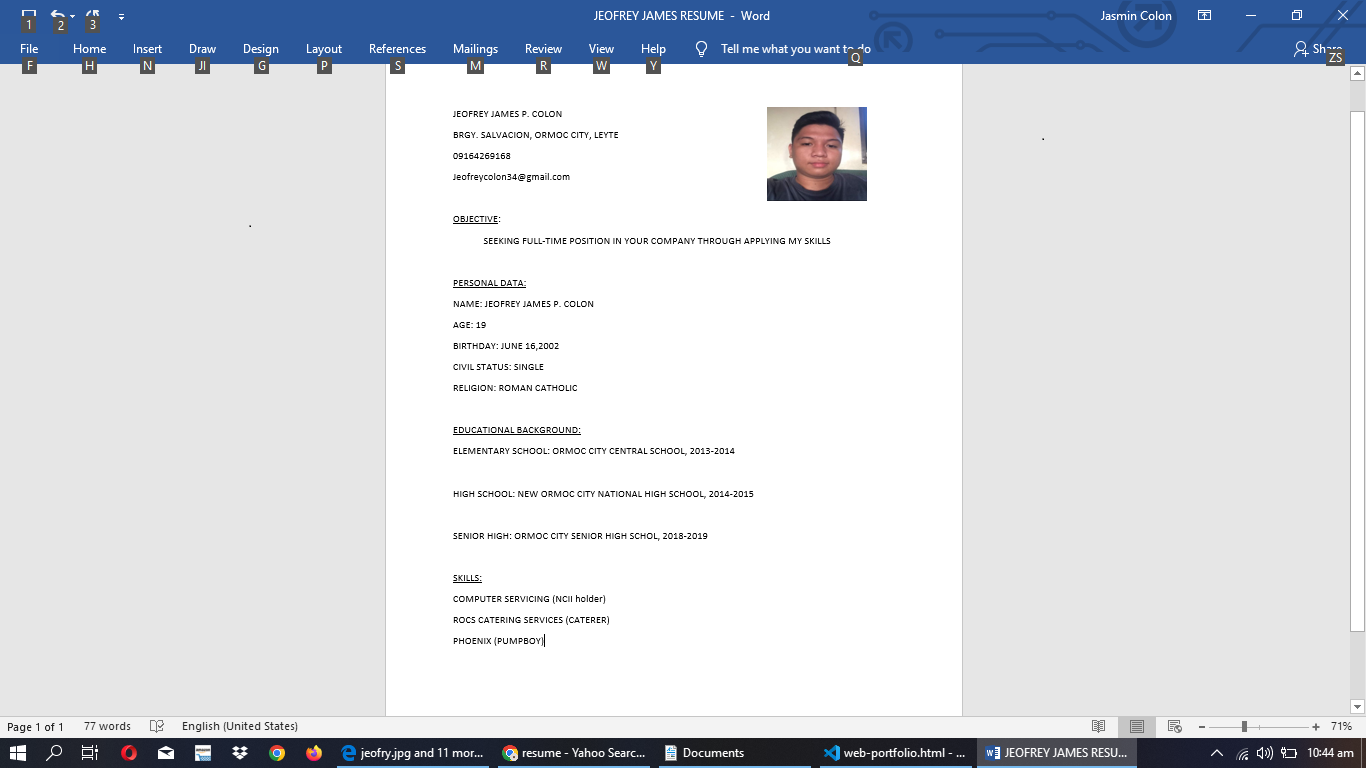 JEOFREY JAMES RESUME - Word
Jasmin Colon
1 2 3
File Home Insert Draw Design Layout References Mailings Review View Help Tell me what you want to do Share
F H N JI G P S M R W Y Q ZS
JEOFREY JAMES P. COLON
BRGY. SALVACION, ORMOC CITY, LEYTE
09164269168
Jeofreycolon34@gmail.com
OBJECTIVE:
SEEKING FULL-TIME POSITION IN YOUR COMPANY THROUGH APPLYING MY SKILLS
PERSONAL DATA:
NAME: JEOFREY JAMES P. COLON
AGE: 19
BIRTHDAY: JUNE 16,2002
CIVIL STATUS: SINGLE
RELIGION: ROMAN CATHOLIC
EDUCATIONAL BACKGROUND:
ELEMENTARY SCHOOL: ORMOC CITY CENTRAL SCHOOL, 2013-2014
HIGH SCHOOL: NEW ORMOC CITY NATIONAL HIGH SCHOOL, 2014-2015
SENIOR HIGH: ORMOC CITY SENIOR HIGH SCHOL, 2018-2019
SKILLS:
COMPUTER SERVICING (NCII holder)
ROCS CATERING SERVICES (CATERER)
PHOENIX (PUMPBOY)
Page 1 of 1 77 words English (United States) 71%
jeofry.jpg and 11 mor... resume - Yahoo Searc... Documents web-portfolio.html - ... JEOFREY JAMES RESU... 10:44 am